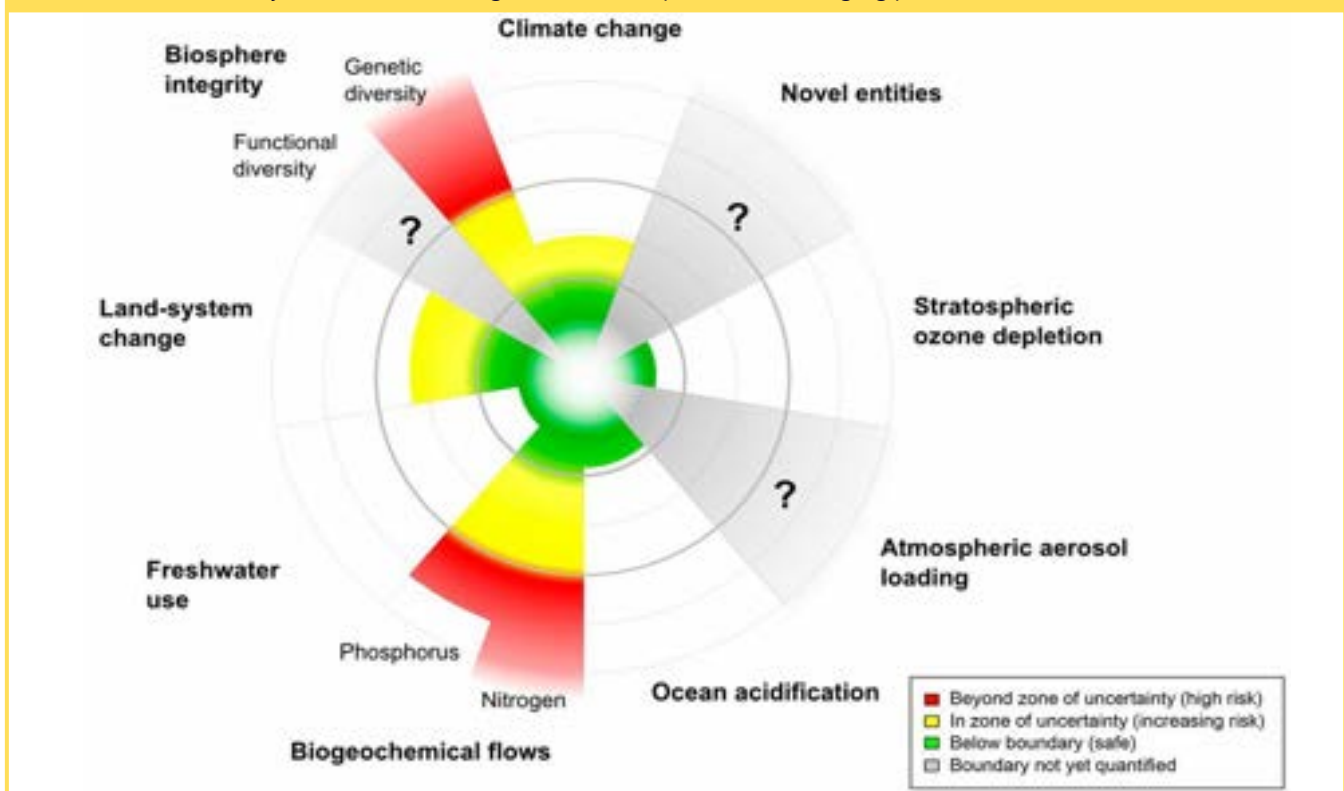 Climate change
Biosphere
integrity
Genetic
diversity
Novel entities
Functional
diversity
?
?
Land-system
change
Stratospheric
ozone depletion
?
Freshwater
use
Atmospheric aerosol
loading
Phosphorus
Nitrogen
Ocean acidification
Biogeochemical flows
Beyond zone of uncertainty (high risk)
In zone of uncertainty (increasing risk)
Below boundary (safe)
Boundary not yet quantified